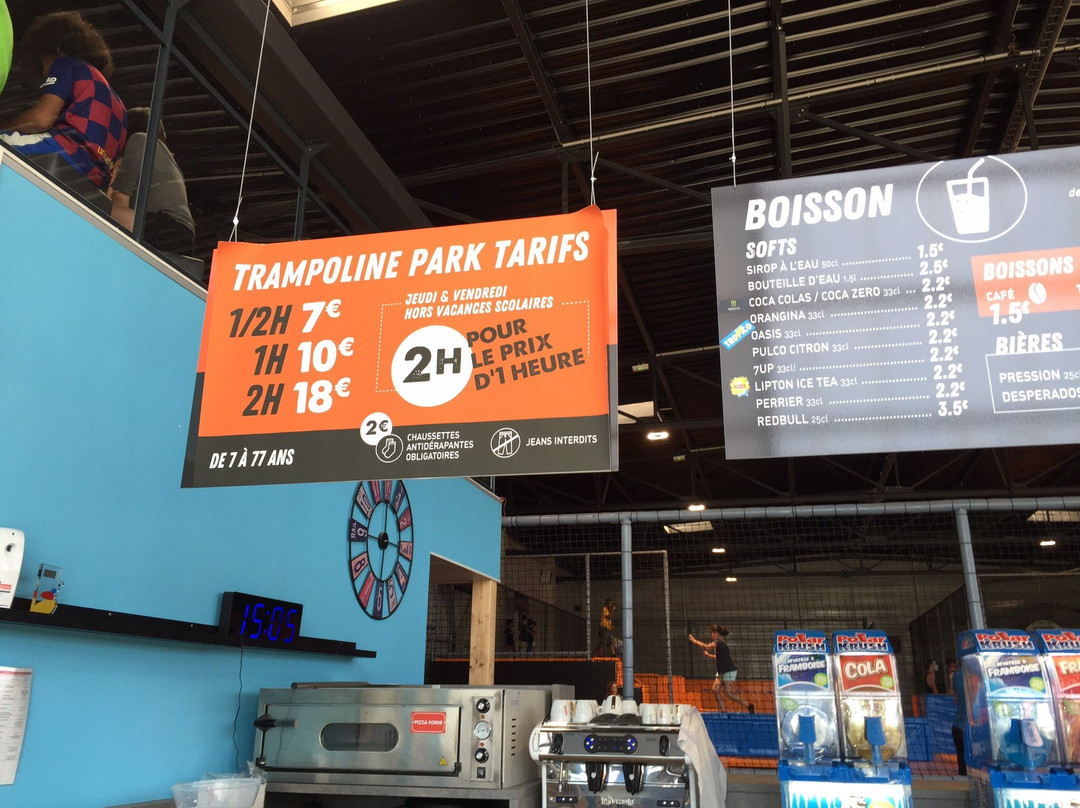 TRAMPOLINE PARK TARIFS
1/2H 7€
1H 10€
2H 18€
JEUDI & VENDREDI
HORS VACANCES SCOLAIRES
2H POUR
LE PRIX
D'1 HEURE
DE 7 À 77 ANS
2€
CHAUSSETTES
ANTIDÉRAPANTES
OBLIGATOIRES
JEANS INTERDITS
BOISSON
SOFTS
SIROP À L'EAU 50cl 1.5€
BOUTEILLE D'EAU 1.5l 2.5€
COCA COLAS / COCA ZERO 33cl 2.2€
ORANGINA 33cl 2.2€
OASIS 33cl 2.2€
PULCO CITRON 33cl 2.2€
7UP 33cl 2.2€
LIPTON ICE TEA 33cl 2.2€
PERRIER 33cl 2.2€
REDBULL 25cl 3.5€
BOISSONS
CAFÉ
1.5€
BIÈRES
PRESSION 25c
DESPERADOS
15:05
PIZZA FORNI
POLAR KRUSH
FRAMBOISE
POLAR KRUSH
COLA
POLAR KRUSH
FRAMBOISE